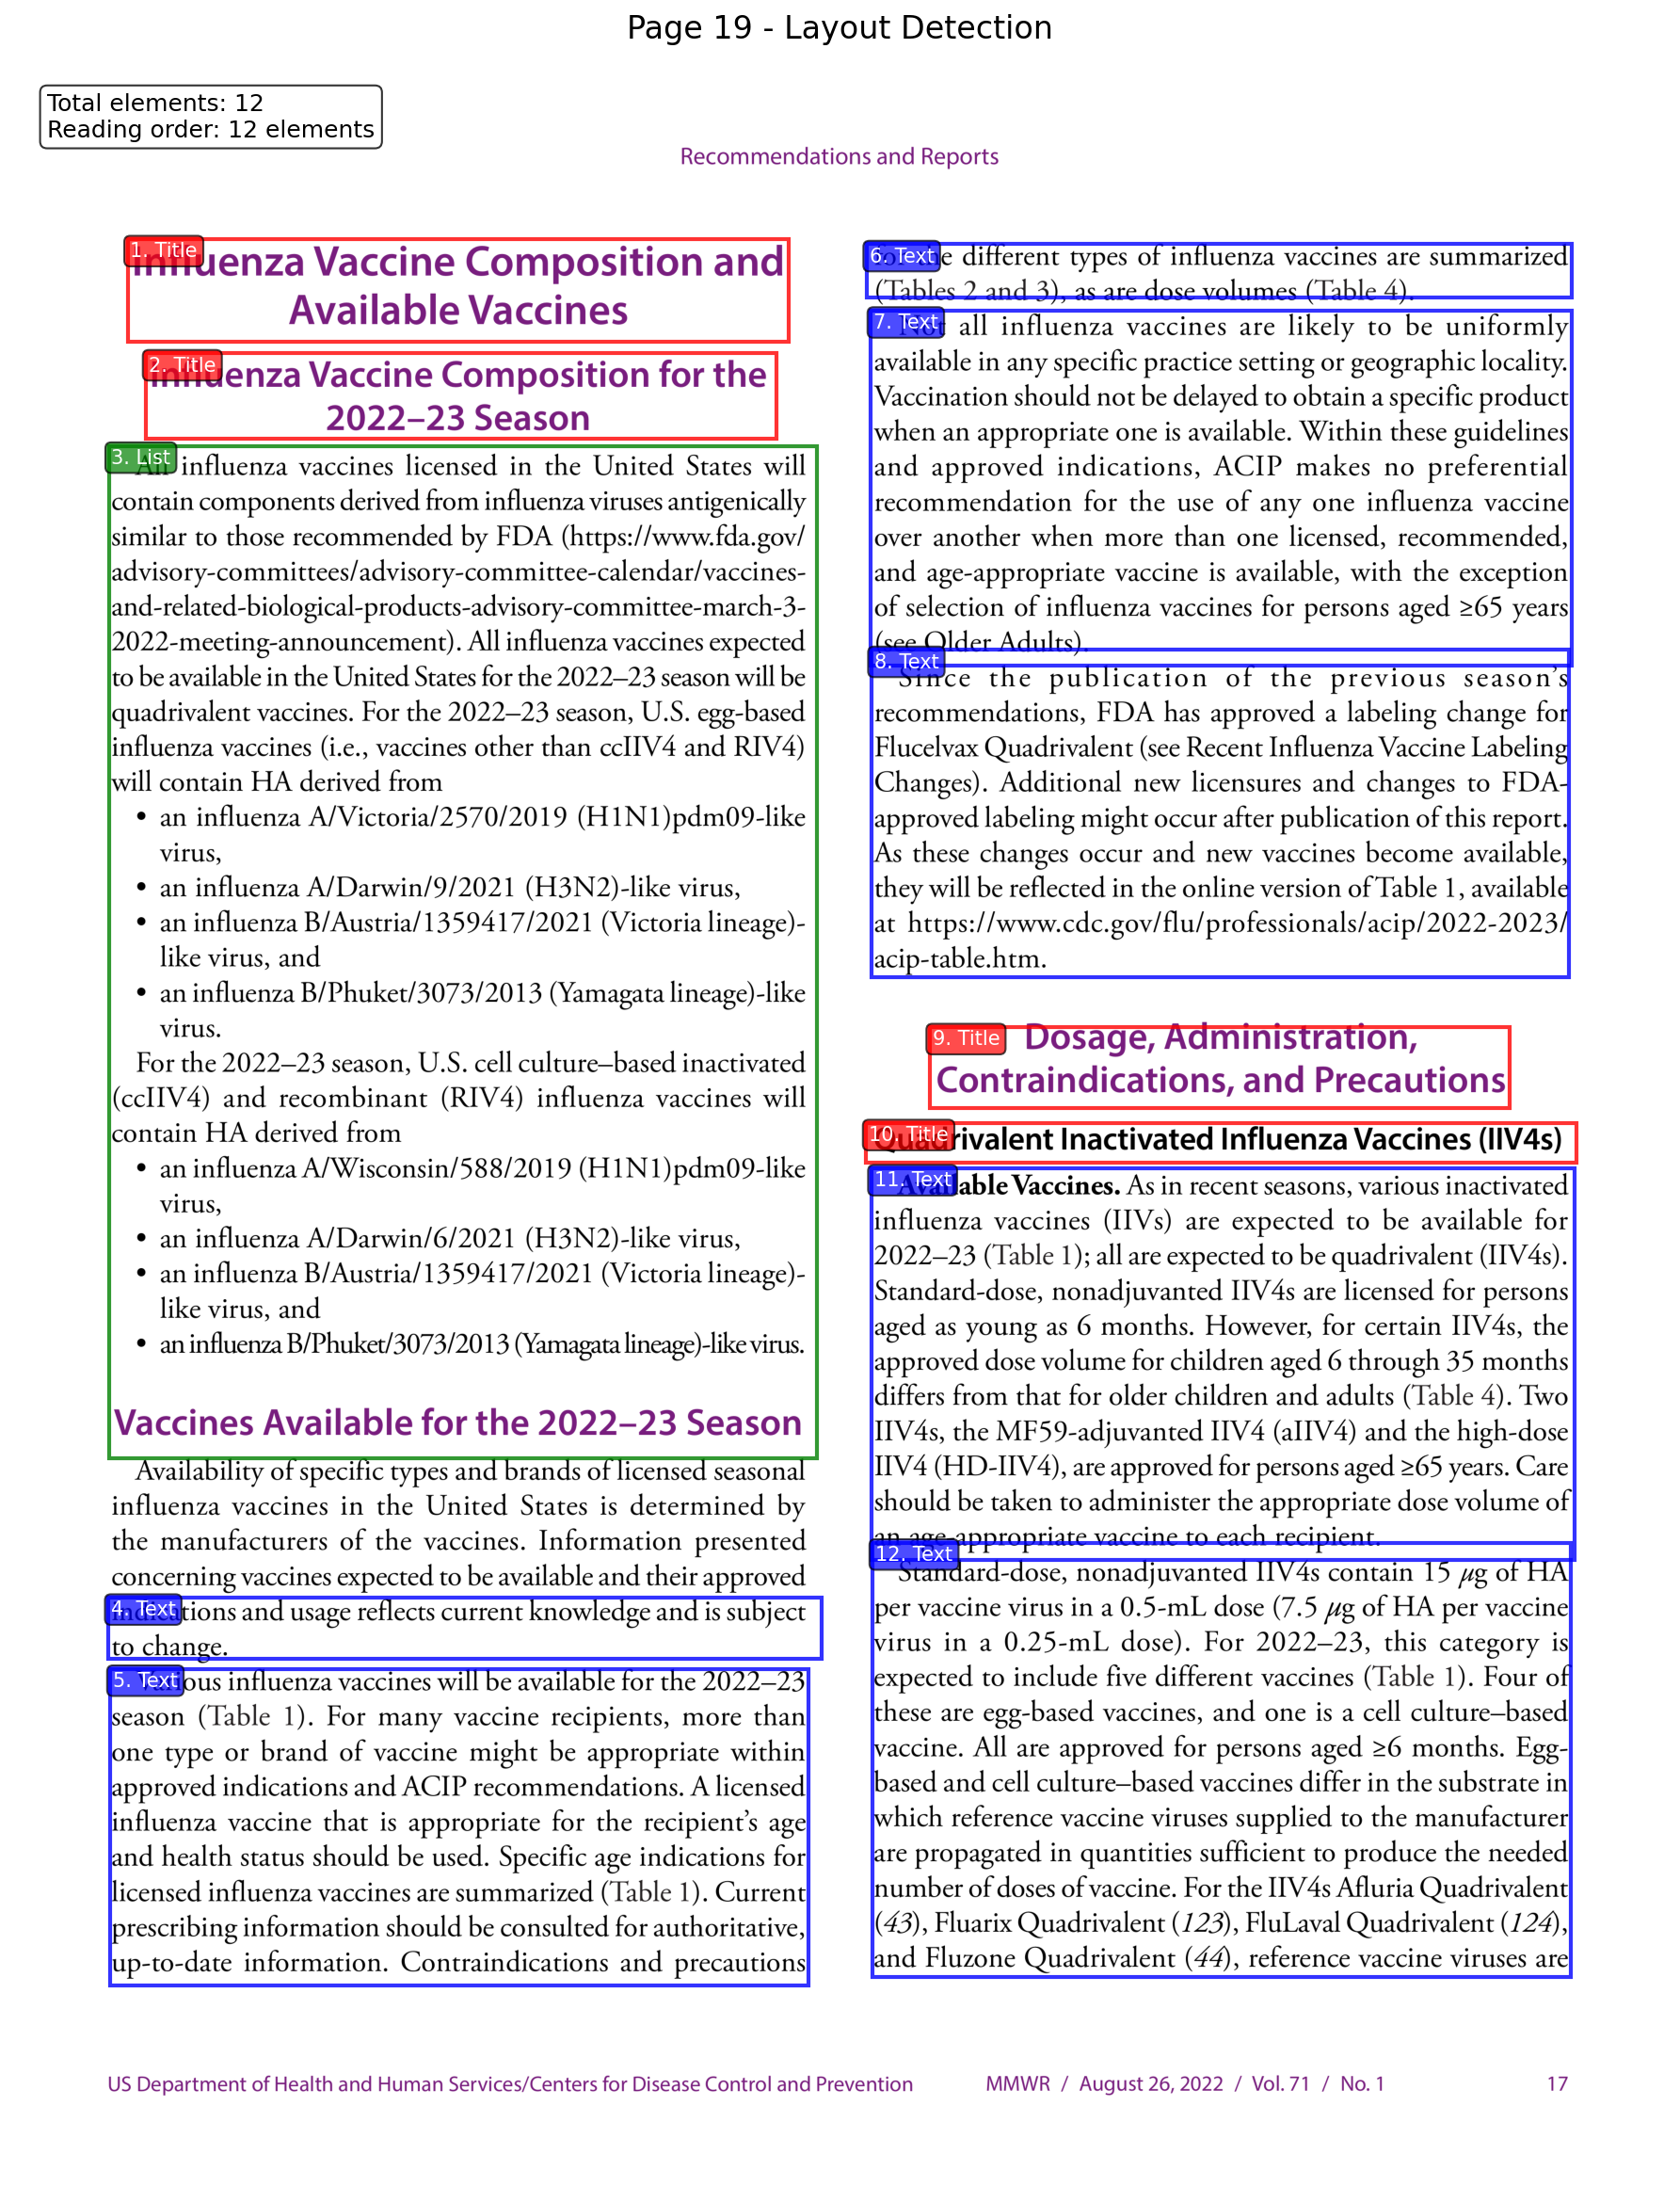 Page 19 - Layout Detection
Total elements: 12
Reading order: 12 elements
Recommendations and Reports
1. Title
Influenza Vaccine Composition and
Available Vaccines
2. Title
Influenza Vaccine Composition for the
2022–23 Season
3. List
All influenza vaccines licensed in the United States will
contain components derived from influenza viruses antigenically
similar to those recommended by FDA (https://www.fda.gov/
advisory-committees/advisory-committee-calendar/vaccines-
and-related-biological-products-advisory-committee-march-3-
2022-meeting-announcement). All influenza vaccines expected
to be available in the United States for the 2022–23 season will be
quadrivalent vaccines. For the 2022–23 season, U.S. egg-based
influenza vaccines (i.e., vaccines other than ccIIV4 and RIV4)
will contain HA derived from
• an influenza A/Victoria/2570/2019 (H1N1)pdm09-like
virus,
• an influenza A/Darwin/9/2021 (H3N2)-like virus,
• an influenza B/Austria/1359417/2021 (Victoria lineage)-
like virus, and
• an influenza B/Phuket/3073/2013 (Yamagata lineage)-like
virus.
For the 2022–23 season, U.S. cell culture–based inactivated
(ccIIV4) and recombinant (RIV4) influenza vaccines will
contain HA derived from
• an influenza A/Wisconsin/588/2019 (H1N1)pdm09-like
virus,
• an influenza A/Darwin/6/2021 (H3N2)-like virus,
• an influenza B/Austria/1359417/2021 (Victoria lineage)-
like virus, and
• an influenza B/Phuket/3073/2013 (Yamagata lineage)-like virus.
Vaccines Available for the 2022–23 Season
Availability of specific types and brands of licensed seasonal
influenza vaccines in the United States is determined by
the manufacturers of the vaccines. Information presented
concerning vaccines expected to be available and their approved
4. Text
indications and usage reflects current knowledge and is subject
to change.
5. Text
Various influenza vaccines will be available for the 2022–23
season (Table 1). For many vaccine recipients, more than
one type or brand of vaccine might be appropriate within
approved indications and ACIP recommendations. A licensed
influenza vaccine that is appropriate for the recipient’s age
and health status should be used. Specific age indications for
licensed influenza vaccines are summarized (Table 1). Current
prescribing information should be consulted for authoritative,
up-to-date information. Contraindications and precautions
6. Text
for the different types of influenza vaccines are summarized
(Tables 2 and 3), as are dose volumes (Table 4).
7. Text
Not all influenza vaccines are likely to be uniformly
available in any specific practice setting or geographic locality.
Vaccination should not be delayed to obtain a specific product
when an appropriate one is available. Within these guidelines
and approved indications, ACIP makes no preferential
recommendation for the use of any one influenza vaccine
over another when more than one licensed, recommended,
and age-appropriate vaccine is available, with the exception
of selection of influenza vaccines for persons aged ≥65 years
(see Older Adults).
8. Text
Since the publication of the previous season’s
recommendations, FDA has approved a labeling change for
Flucelvax Quadrivalent (see Recent Influenza Vaccine Labeling
Changes). Additional new licensures and changes to FDA-
approved labeling might occur after publication of this report.
As these changes occur and new vaccines become available,
they will be reflected in the online version of Table 1, available
at https://www.cdc.gov/flu/professionals/acip/2022-2023/
acip-table.htm.
9. Title
Dosage, Administration,
Contraindications, and Precautions
10. Title
Quadrivalent Inactivated Influenza Vaccines (IIV4s)
11. Text
Available Vaccines. As in recent seasons, various inactivated
influenza vaccines (IIVs) are expected to be available for
2022–23 (Table 1); all are expected to be quadrivalent (IIV4s).
Standard-dose, nonadjuvanted IIV4s are licensed for persons
aged as young as 6 months. However, for certain IIV4s, the
approved dose volume for children aged 6 through 35 months
differs from that for older children and adults (Table 4). Two
IIV4s, the MF59-adjuvanted IIV4 (aIIV4) and the high-dose
IIV4 (HD-IIV4), are approved for persons aged ≥65 years. Care
should be taken to administer the appropriate dose volume of
an age-appropriate vaccine to each recipient.
12. Text
Standard-dose, nonadjuvanted IIV4s contain 15 µg of HA
per vaccine virus in a 0.5-mL dose (7.5 µg of HA per vaccine
virus in a 0.25-mL dose). For 2022–23, this category is
expected to include five different vaccines (Table 1). Four of
these are egg-based vaccines, and one is a cell culture–based
vaccine. All are approved for persons aged ≥6 months. Egg-
based and cell culture–based vaccines differ in the substrate in
which reference vaccine viruses supplied to the manufacturer
are propagated in quantities sufficient to produce the needed
number of doses of vaccine. For the IIV4s Afluria Quadrivalent
(43), Fluarix Quadrivalent (123), FluLaval Quadrivalent (124),
and Fluzone Quadrivalent (44), reference vaccine viruses are
US Department of Health and Human Services/Centers for Disease Control and Prevention
MMWR / August 26, 2022 / Vol. 71 / No. 1
17